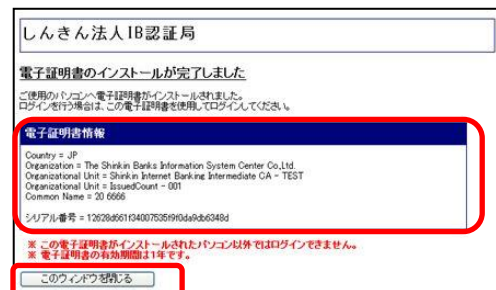 しんきん法人IB認証局
電子証明書のインストールが完了しました
ご使用のパソコンへ電子証明書がインストールされました。
ログインを行う場合は、この電子証明書を使用してログインしてください。
電子証明書情報
Country = JP
Organization = The Shinkin Banks Information System Center Co.,Ltd.
Organizational Unit = Shinkin Internet Banking Intermediate CA - TEST
Organizational Unit = IssuedCount - 001
Common Name = 20 6666
シリアル番号 =
※ この電子証明書がインストールされたパソコン以外ではログインできません。
※ 電子証明書の有効期間は1年です。
このウィンドウを閉じる